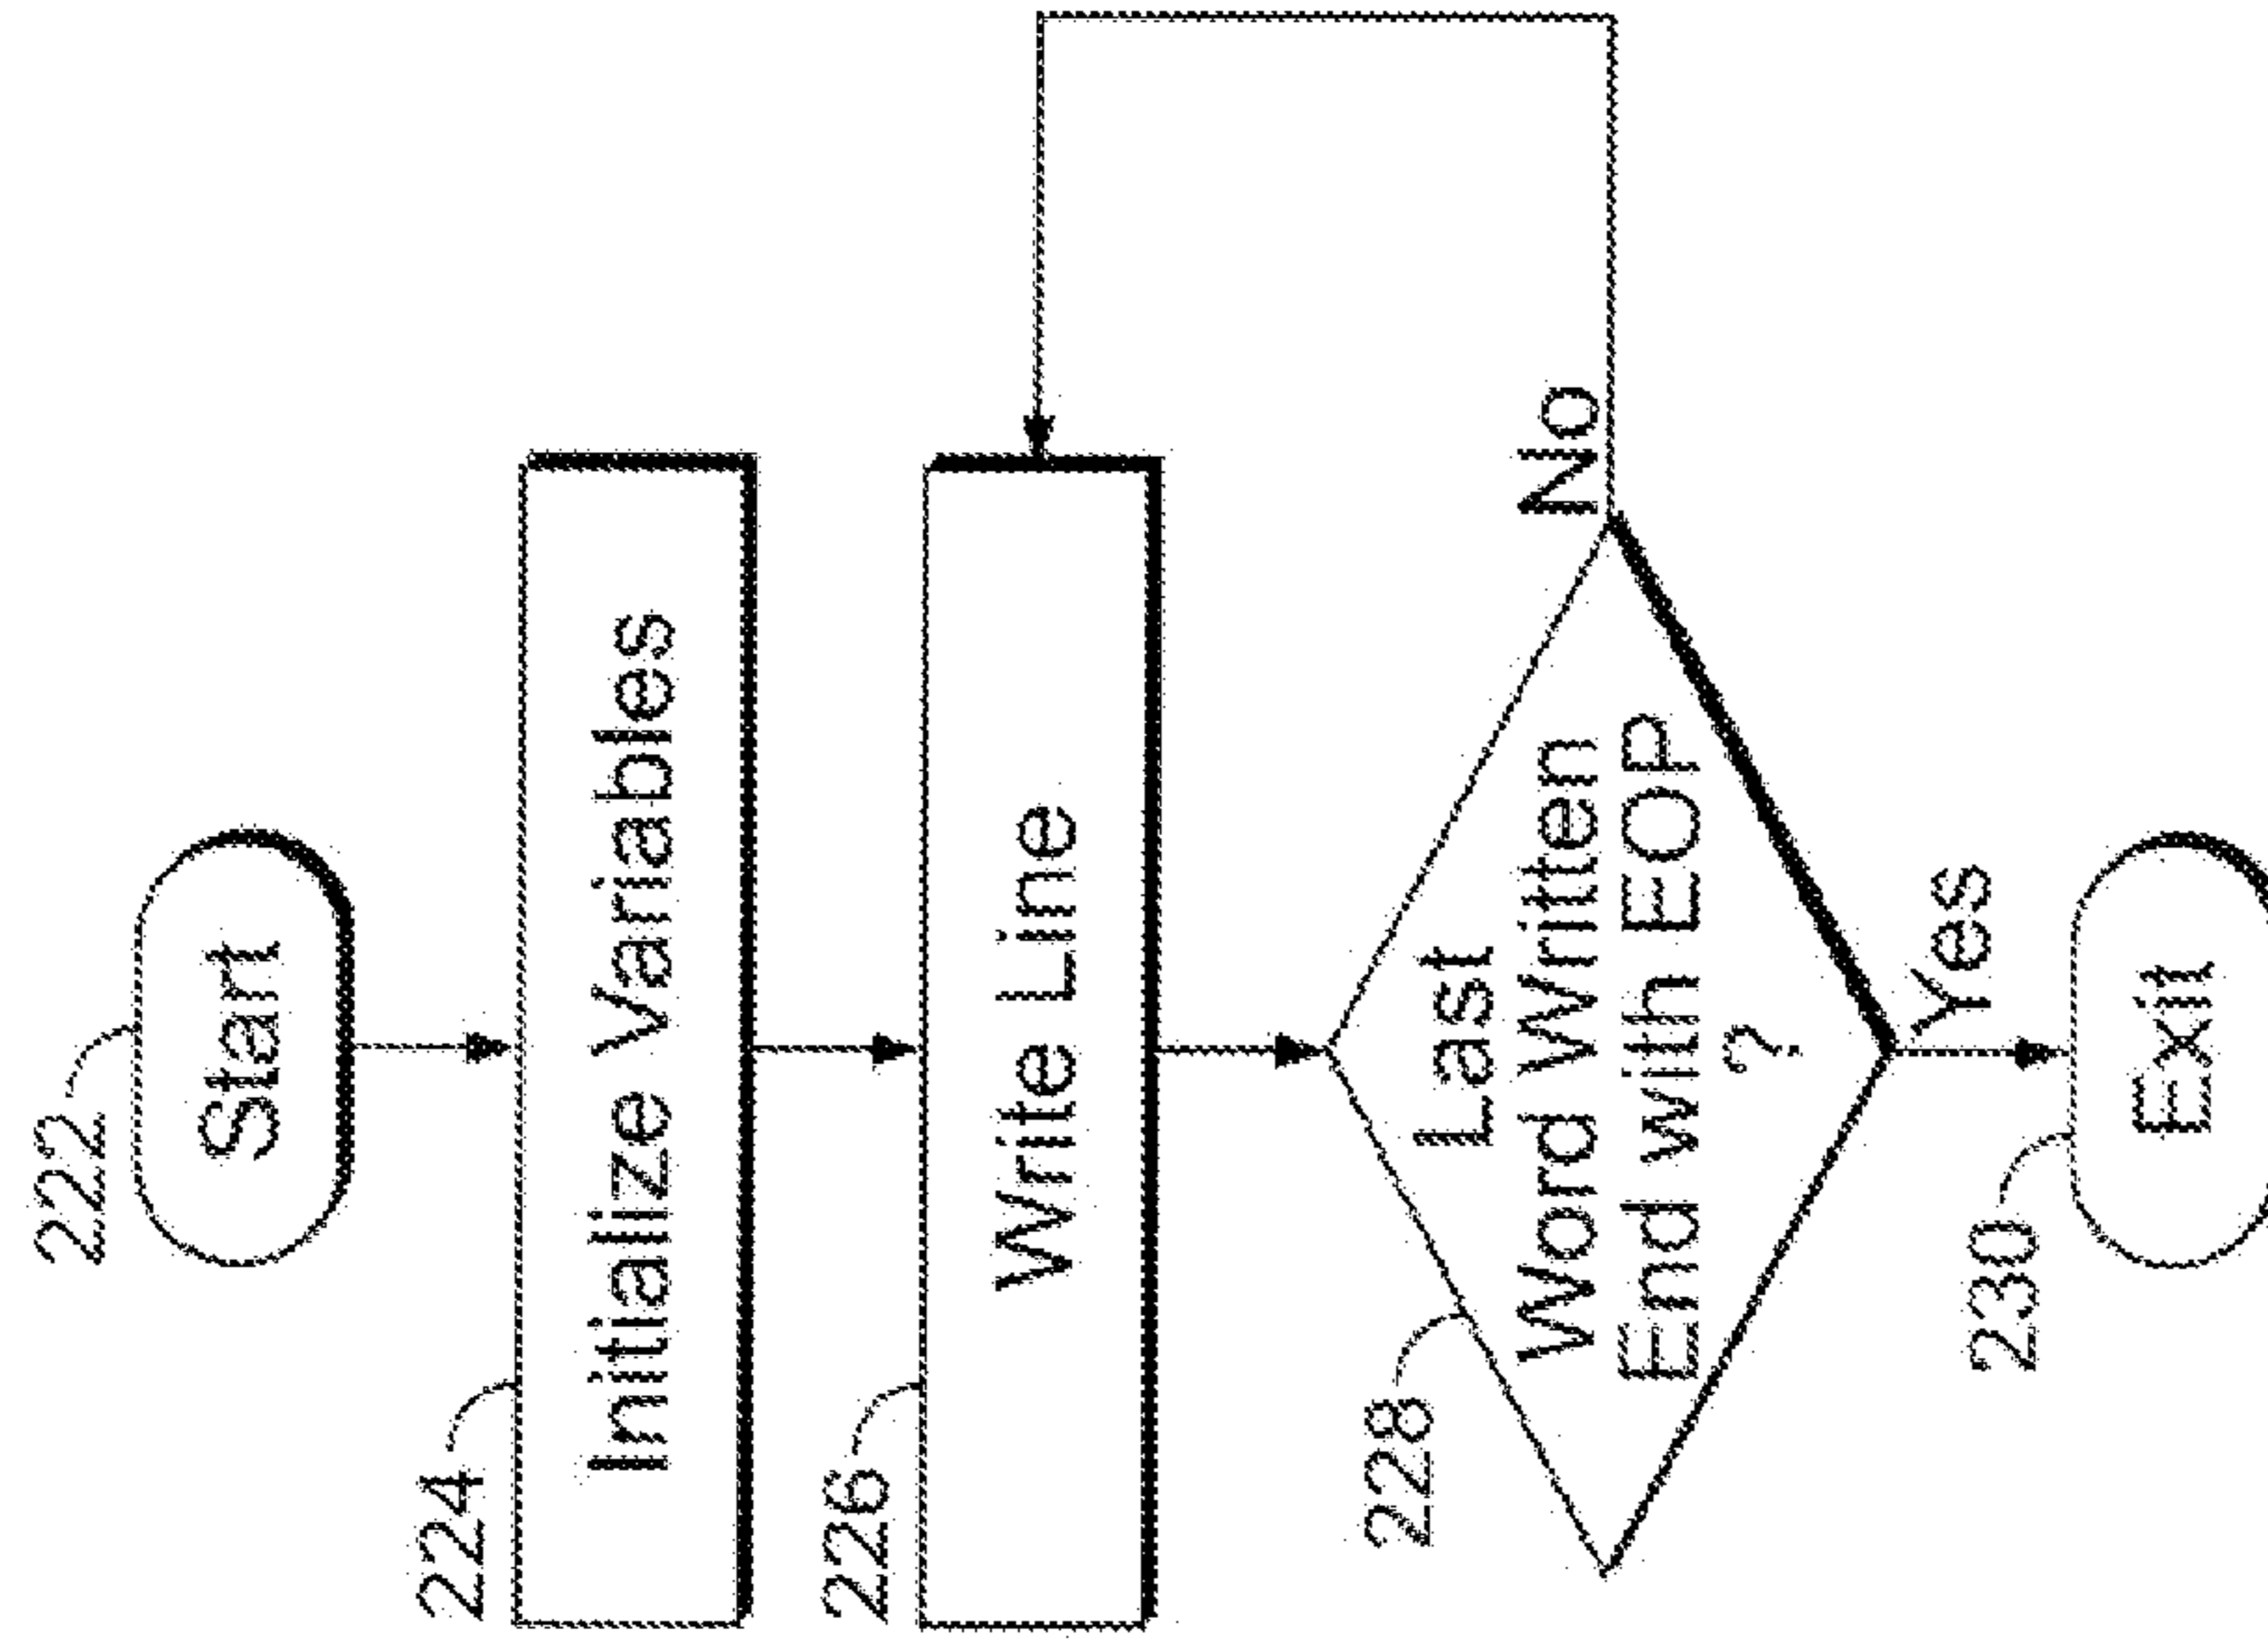 222
Start
224
Initialize Variables
226
Write Line
228
Last
Word Written
End with EOP
?
No
Yes
230
Exit